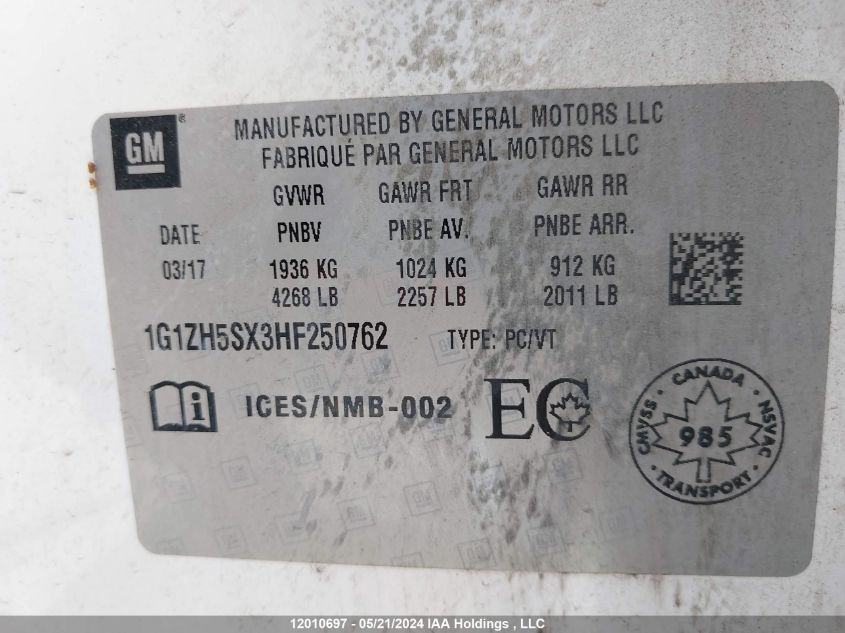 GM ®
MANUFACTURED BY GENERAL MOTORS LLC
FABRIQUÉ PAR GENERAL MOTORS LLC
GVWR GAWR FRT GAWR RR
DATE PNBV PNBE AV. PNBE ARR.
03/17 1936 KG 1024 KG 912 KG
4268 LB 2257 LB 2011 LB
1G1ZH5SX3HF250762 TYPE: PC/VT
i ICES/NMB-002 EC
CMVSS · CANADA · NSVAC · TRANSPORT ·
985
12010697 - 05/21/2024 IAA Holdings , LLC